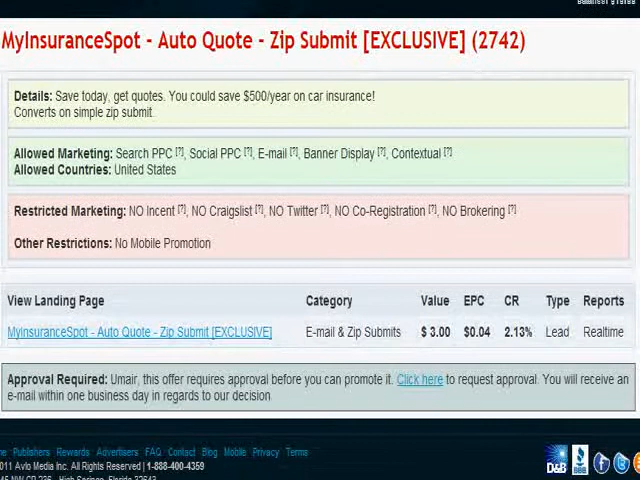 MyInsuranceSpot - Auto Quote - Zip Submit [EXCLUSIVE] (2742)
Details: Save today, get quotes. You could save $500/year on car insurance!
Converts on simple zip submit.
Allowed Marketing: Search PPC [?], Social PPC [?], E-mail [?], Banner Display [?], Contextual [?]
Allowed Countries: United States
Restricted Marketing: NO Incent [?], NO Craigslist [?], NO Twitter [?], NO Co-Registration [?], NO Brokering [?]
Other Restrictions: No Mobile Promotion
View Landing Page Category Value EPC CR Type Reports
MyInsuranceSpot - Auto Quote - Zip Submit [EXCLUSIVE] E-mail & Zip Submits $ 3.00 $0.04 2.13% Lead Realtime
Approval Required: Umair, this offer requires approval before you can promote it. Click here to request approval. You will receive an
e-mail within one business day in regards to our decision
Publishers Rewards Advertisers FAQ Contact Blog Mobile Privacy Terms
011 Avlo Media Inc. All Rights Reserved | 1-888-400-4359
D&B BBB